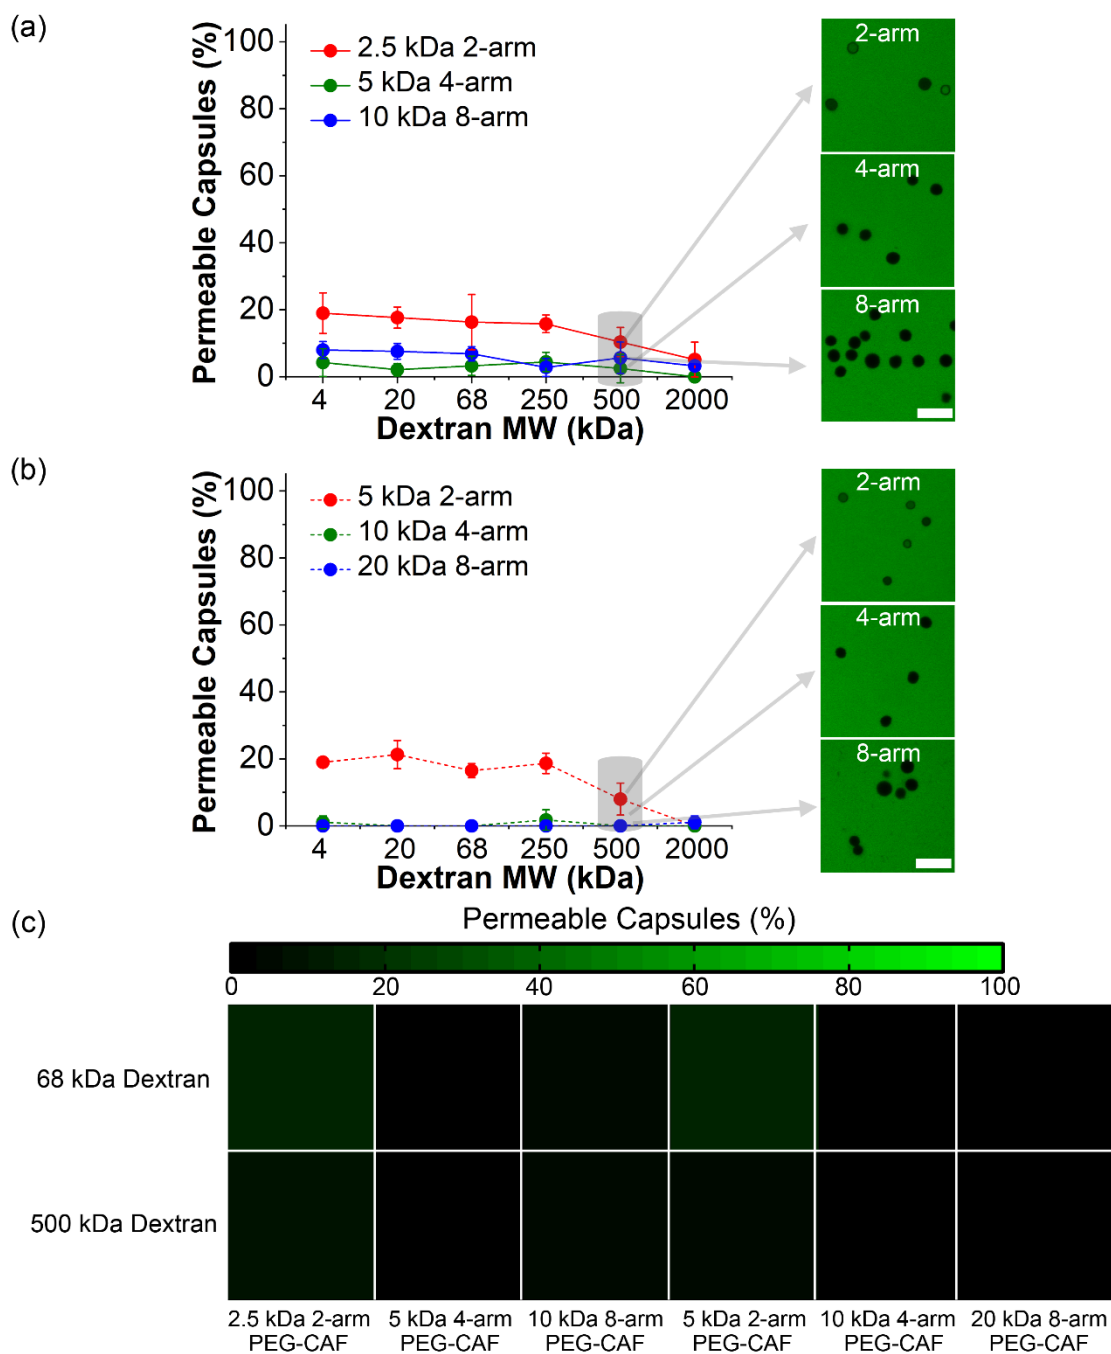 (a)
Permeable Capsules (%)
100
80
60
40
20
0
2.5 kDa 2-arm
5 kDa 4-arm
10 kDa 8-arm
4 20 68 250 500 2000
Dextran MW (kDa)
2-arm
4-arm
8-arm
(b)
Permeable Capsules (%)
100
80
60
40
20
0
5 kDa 2-arm
10 kDa 4-arm
20 kDa 8-arm
4 20 68 250 500 2000
Dextran MW (kDa)
2-arm
4-arm
8-arm
(c)
Permeable Capsules (%)
0 20 40 60 80 100
68 kDa Dextran
500 kDa Dextran
2.5 kDa 2-arm 5 kDa 4-arm 10 kDa 8-arm 5 kDa 2-arm 10 kDa 4-arm 20 kDa 8-arm
PEG-CAF PEG-CAF PEG-CAF PEG-CAF PEG-CAF PEG-CAF